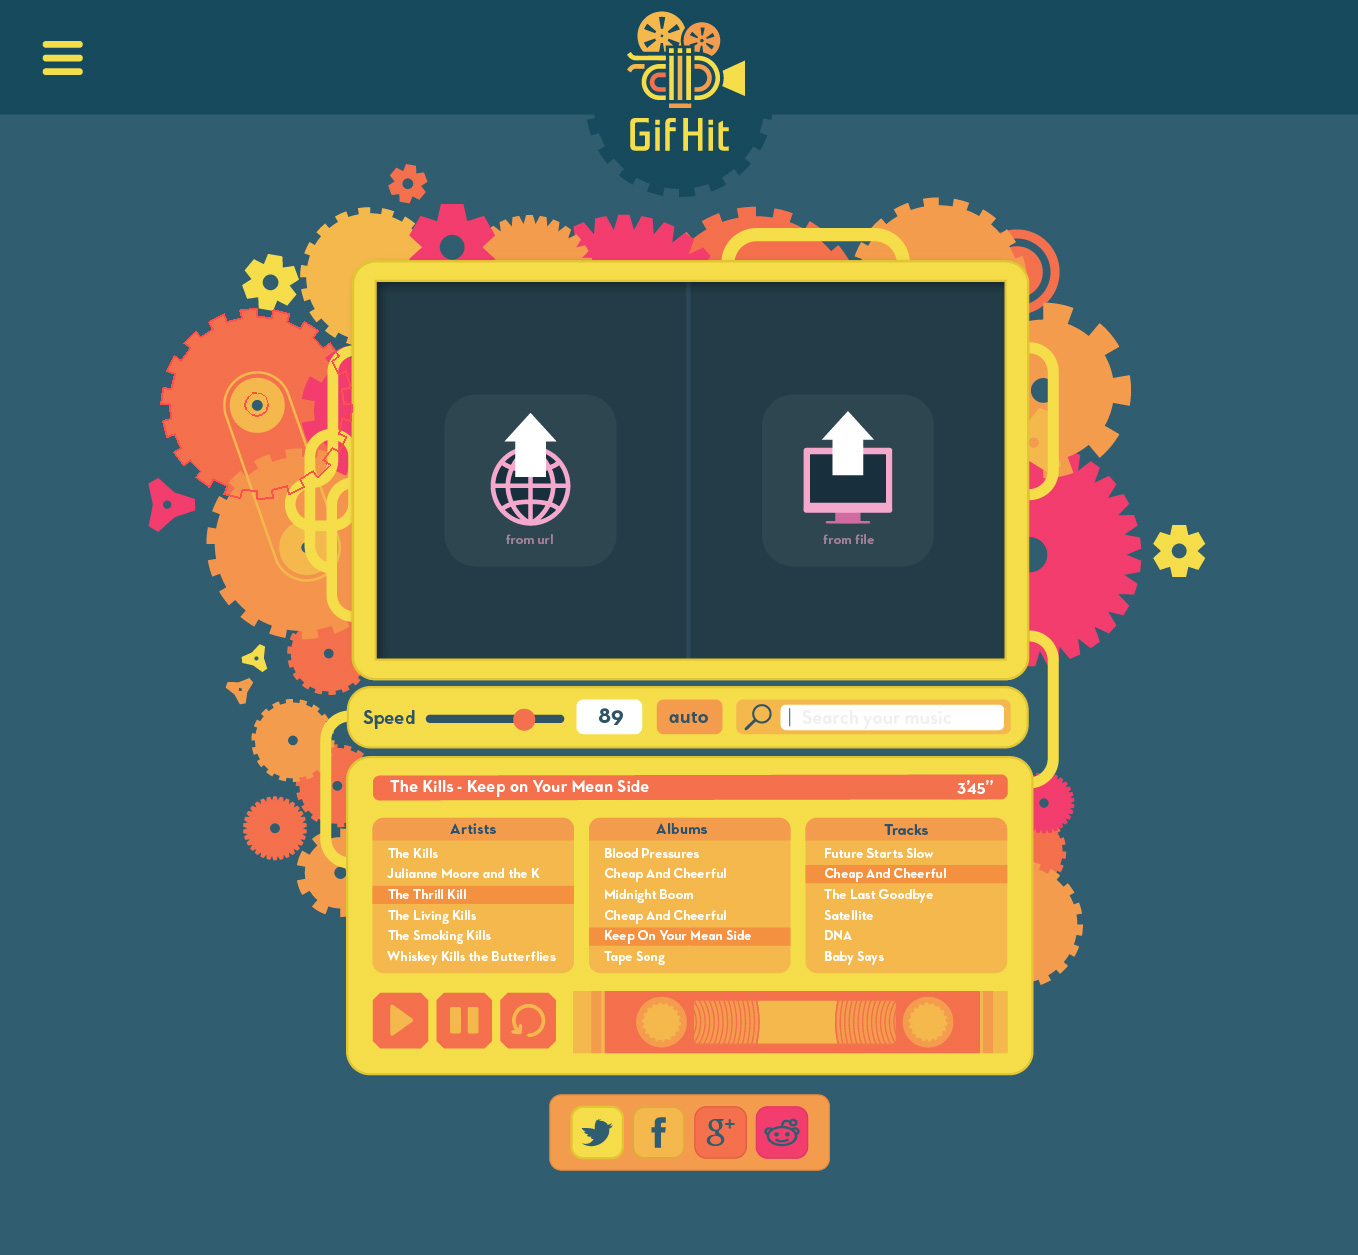 GifHit
from url
from file
Speed
89
auto
Search your music
The Kills - Keep on Your Mean Side
3'45"
Artists
The Kills
Julianne Moore and the K
The Thrill Kill
The Living Kills
The Smoking Kills
Whiskey Kills the Butterflies
Albums
Blood Pressures
Cheap And Cheerful
Midnight Boom
Cheap And Cheerful
Keep On Your Mean Side
Tape Song
Tracks
Future Starts Slow
Cheap And Cheerful
The Last Goodbye
Satellite
DNA
Baby Says
f
g+